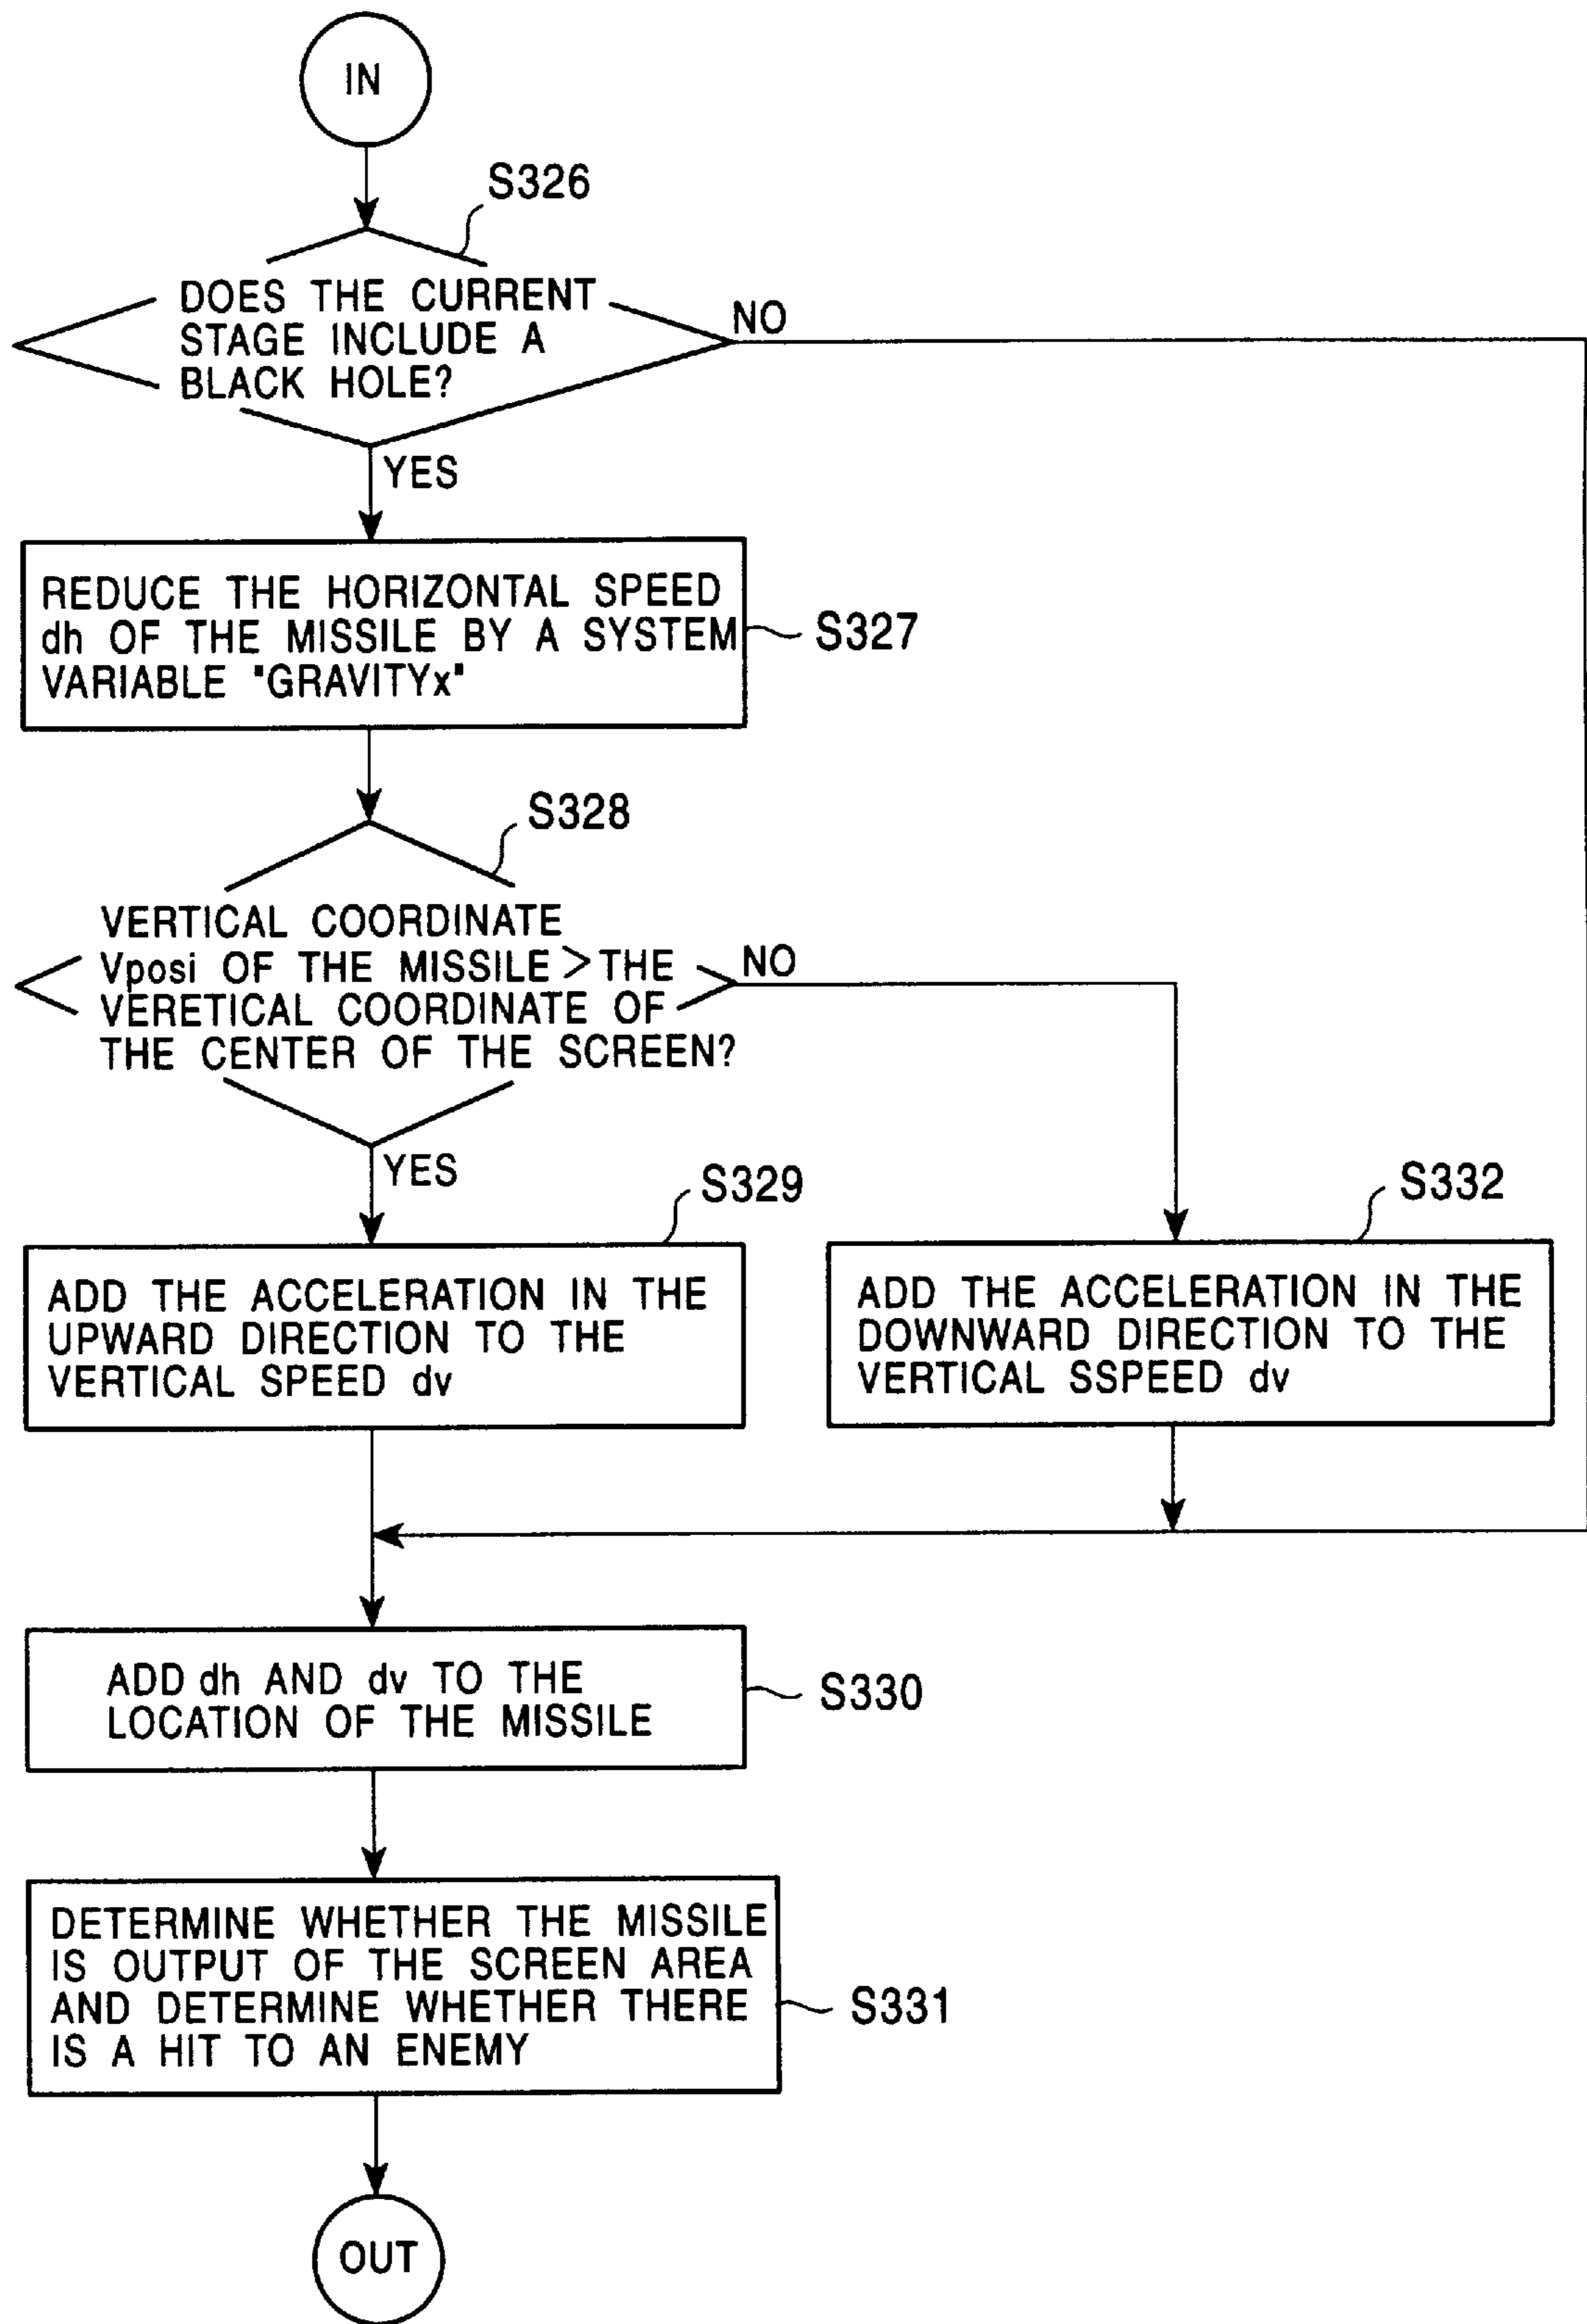 IN
S326
DOES THE CURRENT
STAGE INCLUDE A
BLACK HOLE?
NO
YES
REDUCE THE HORIZONTAL SPEED
dh OF THE MISSILE BY A SYSTEM
VARIABLE "GRAVITYx"
S327
S328
VERTICAL COORDINATE
Vposi OF THE MISSILE > THE
VERETICAL COORDINATE OF
THE CENTER OF THE SCREEN?
NO
YES
S329
S332
ADD THE ACCELERATION IN THE
UPWARD DIRECTION TO THE
VERTICAL SPEED dv
ADD THE ACCELERATION IN THE
DOWNWARD DIRECTION TO THE
VERTICAL SSPEED dv
ADD dh AND dv TO THE
LOCATION OF THE MISSILE
S330
DETERMINE WHETHER THE MISSILE
IS OUTPUT OF THE SCREEN AREA
AND DETERMINE WHETHER THERE
IS A HIT TO AN ENEMY
S331
OUT